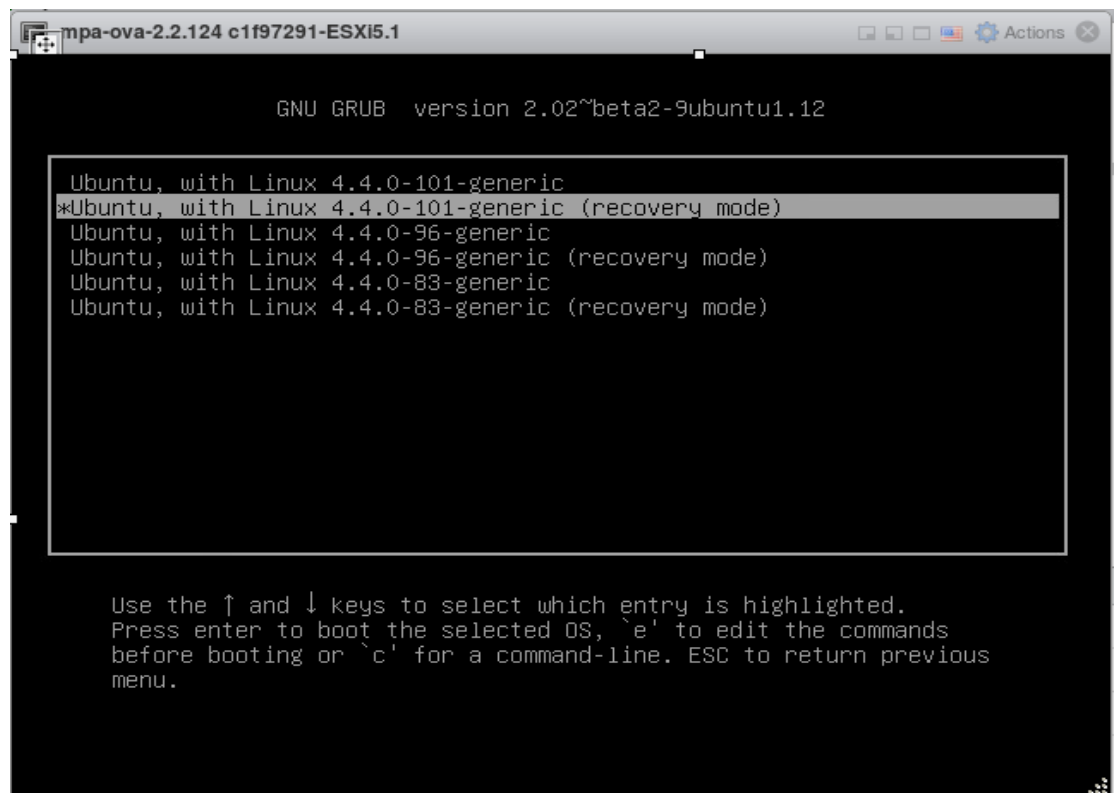 mpa-ova-2.2.124 c1f97291-ESXi5.1 Actions
GNU GRUB version 2.02~beta2-9ubuntu1.12
Ubuntu, with Linux 4.4.0-101-generic
*Ubuntu, with Linux 4.4.0-101-generic (recovery mode)
Ubuntu, with Linux 4.4.0-96-generic
Ubuntu, with Linux 4.4.0-96-generic (recovery mode)
Ubuntu, with Linux 4.4.0-83-generic
Ubuntu, with Linux 4.4.0-83-generic (recovery mode)
Use the ↑ and ↓ keys to select which entry is highlighted.
Press enter to boot the selected OS, `e' to edit the commands
before booting or `c' for a command-line. ESC to return previous
menu.